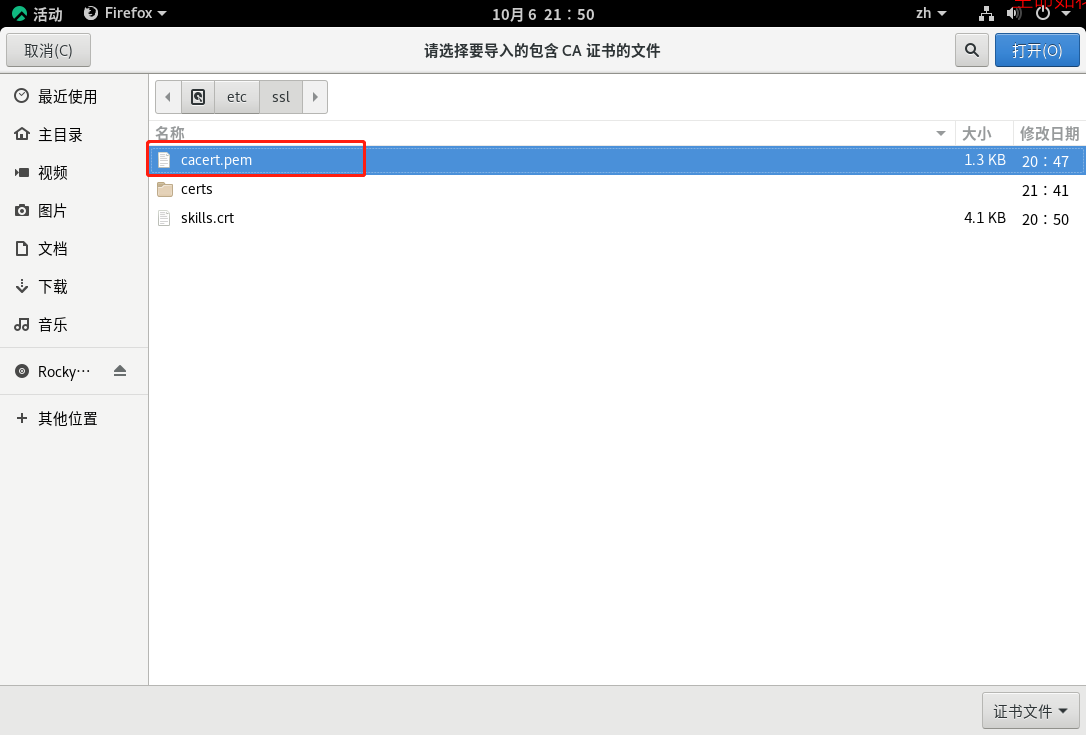 活动 Firefox 10月 6 21：50 zh
取消(C) 请选择要导入的包含 CA 证书的文件 打开(O)
最近使用
主目录
视频
图片
文档
下载
音乐
Rocky…
其他位置
etc ssl
名称 大小 修改日期
cacert.pem 1.3 KB 20：47
certs 21：41
skills.crt 4.1 KB 20：50
证书文件